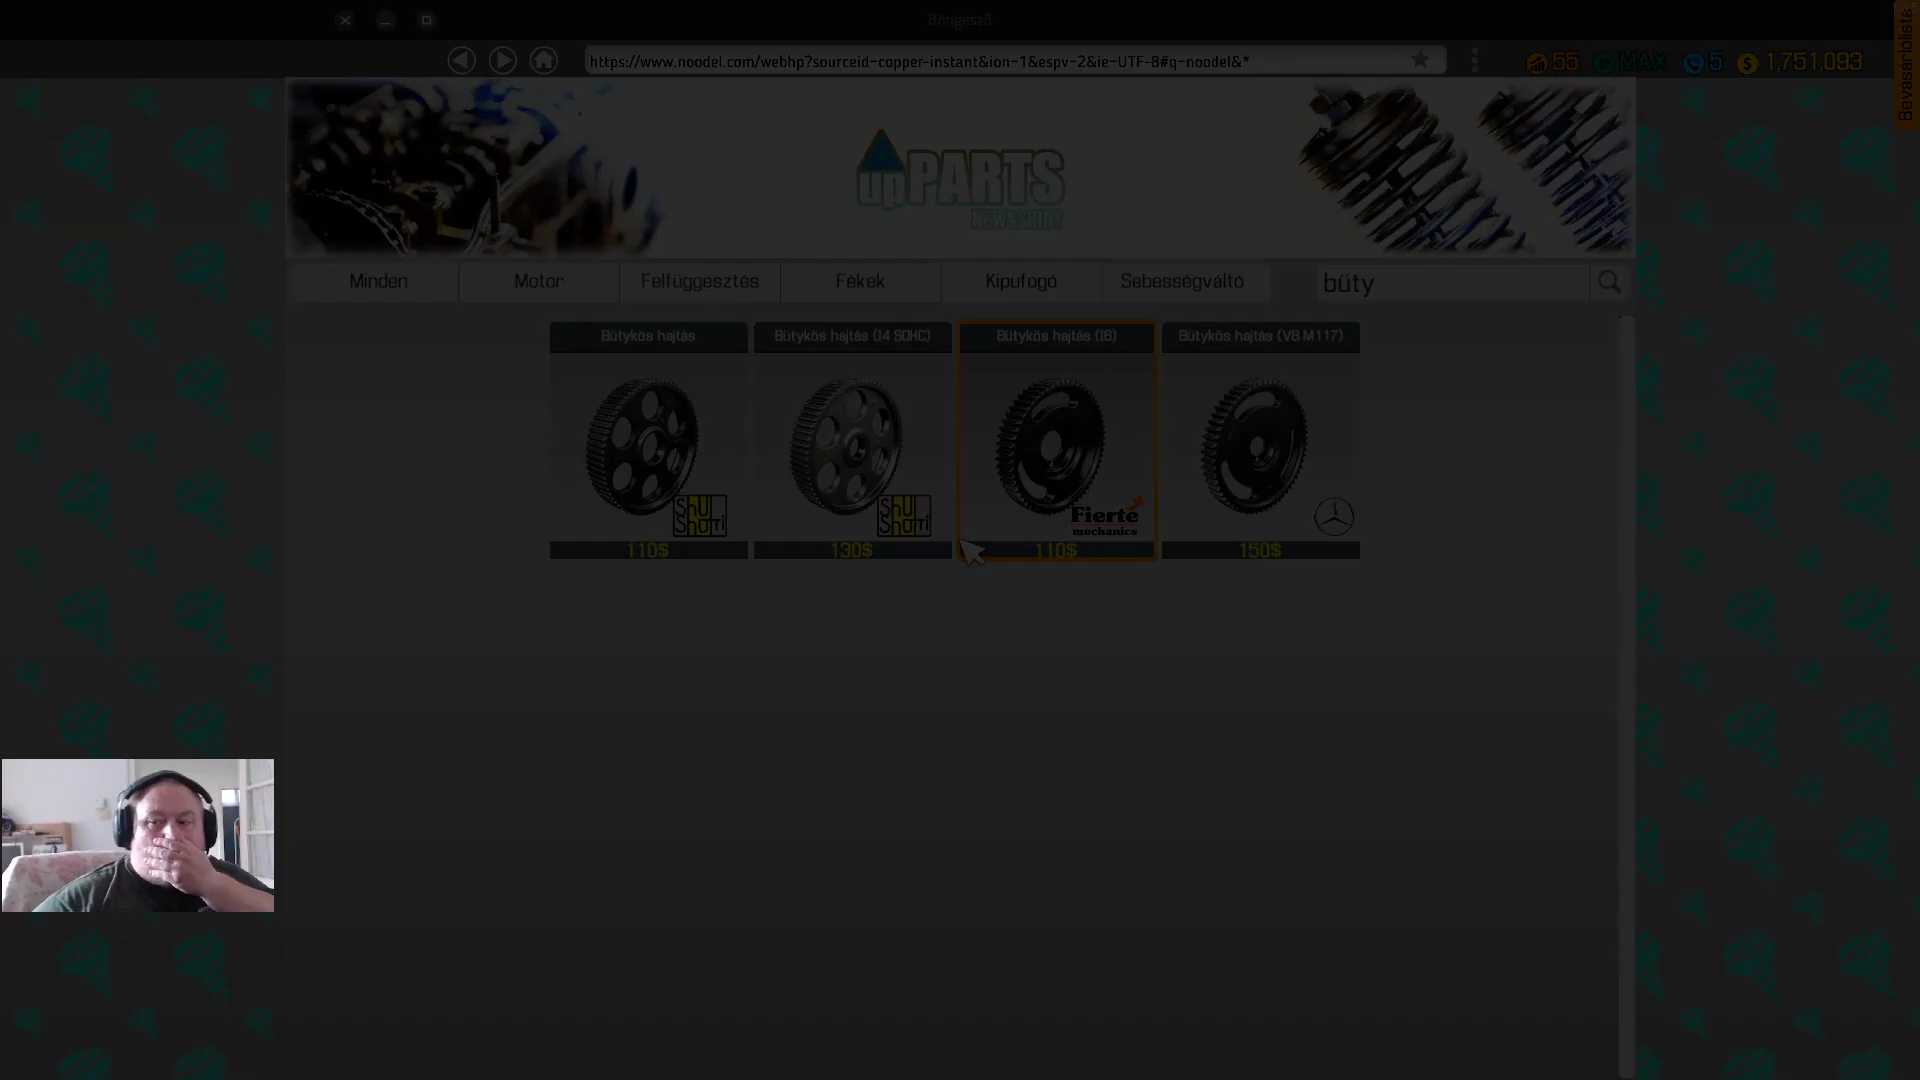 Böngésző
https://www.noodel.com/webhp?sourceid-copper-instant&ion-1&espv-2&ie-UTF-8#q-noodel&*
55 MAX 5 1,751,093
Bevásárlólista
upPARTS
NEW&SHINY
Minden Motor Felfüggesztés Fékek Kipufogó Sebességváltó büty
Bütykös hajtás Bütykös hajtás (I4 SOHC) Bütykös hajtás (I6) Bütykös hajtás (V8 M117)
Shu Shu Fierte
mechanics
110$ 130$ 110$ 150$